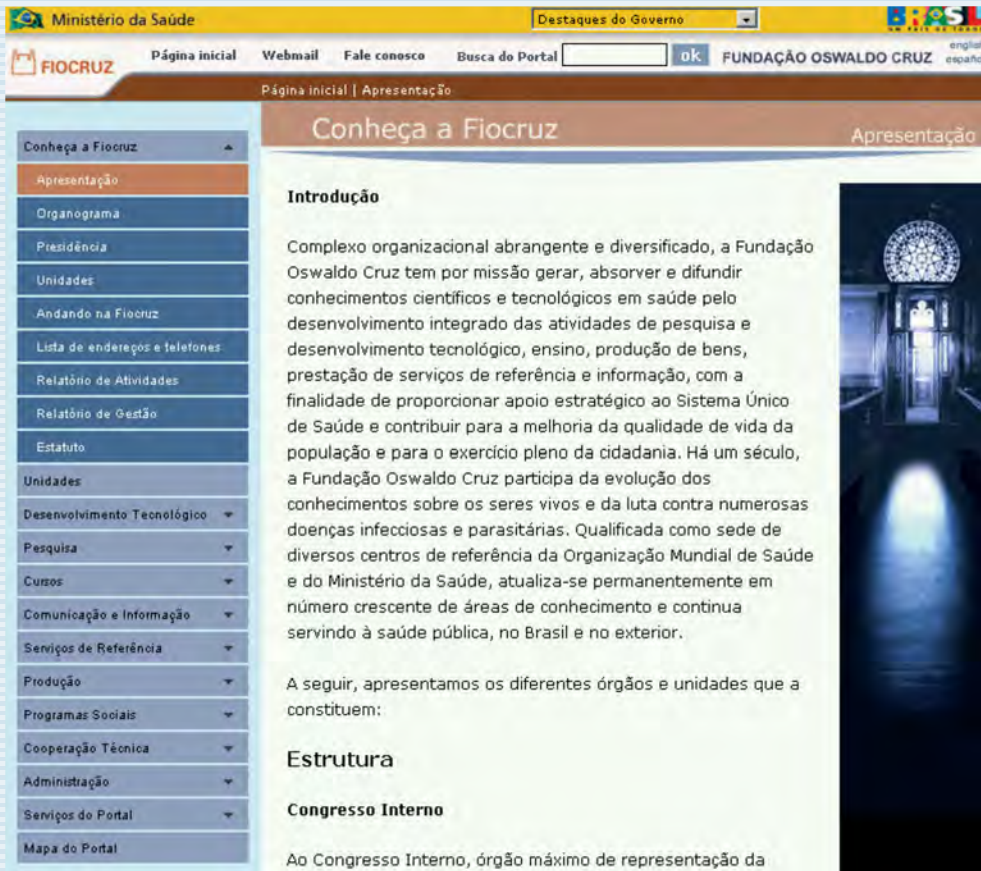 Ministério da Saúde
Destaques do Governo
BRASIL
UM PAÍS DE TODOS
FIOCRUZ
Página inicial Webmail Fale conosco Busca do Portal ok FUNDAÇÃO OSWALDO CRUZ
Página inicial | Apresentação
Conheça a Fiocruz
Apresentação
Conheça a Fiocruz
Apresentação
Organograma
Presidência
Unidades
Andando na Fiocruz
Lista de endereços e telefones
Relatório de Atividades
Relatório de Gestão
Estatuto
Unidades
Desenvolvimento Tecnológico
Pesquisa
Cursos
Comunicação e Informação
Serviços de Referência
Produção
Programas Sociais
Cooperação Técnica
Administração
Serviços do Portal
Mapa do Portal
Introdução
Complexo organizacional abrangente e diversificado, a Fundação
Oswaldo Cruz tem por missão gerar, absorver e difundir
conhecimentos científicos e tecnológicos em saúde pelo
desenvolvimento integrado das atividades de pesquisa e
desenvolvimento tecnológico, ensino, produção de bens,
prestação de serviços de referência e informação, com a
finalidade de proporcionar apoio estratégico ao Sistema Único
de Saúde e contribuir para a melhoria da qualidade de vida da
população e para o exercício pleno da cidadania. Há um século,
a Fundação Oswaldo Cruz participa da evolução dos
conhecimentos sobre os seres vivos e da luta contra numerosas
doenças infecciosas e parasitárias. Qualificada como sede de
diversos centros de referência da Organização Mundial de Saúde
e do Ministério da Saúde, atualiza-se permanentemente em
número crescente de áreas de conhecimento e continua
servindo à saúde pública, no Brasil e no exterior.
A seguir, apresentamos os diferentes órgãos e unidades que a
constituem:
Estrutura
Congresso Interno
Ao Congresso Interno, órgão máximo de representação da